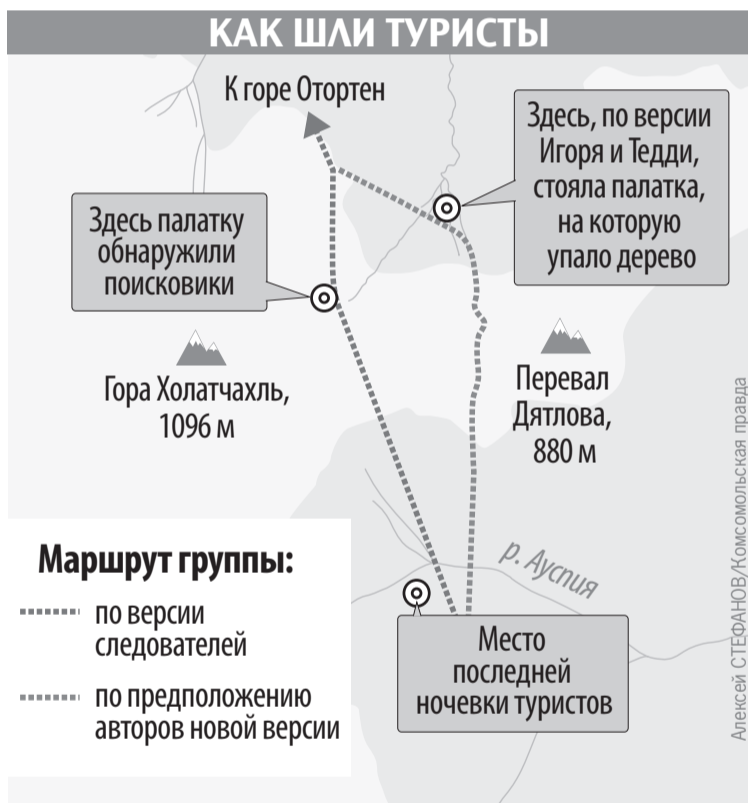 КАК ШЛИ ТУРИСТЫ
К горе Отортен
Здесь, по версии
Игоря и Тедди,
стояла палатка,
на которую
упало дерево
Здесь палатку
обнаружили
поисковики
Гора Холатчахль,
1096 м
Перевал
Дятлова,
880 м
р. Ауспия
Место
последней
ночевки туристов
Маршрут группы:
по версии
следователей
по предположению
авторов новой версии
Алексей СТЕФАНОВ/Комсомольская правда